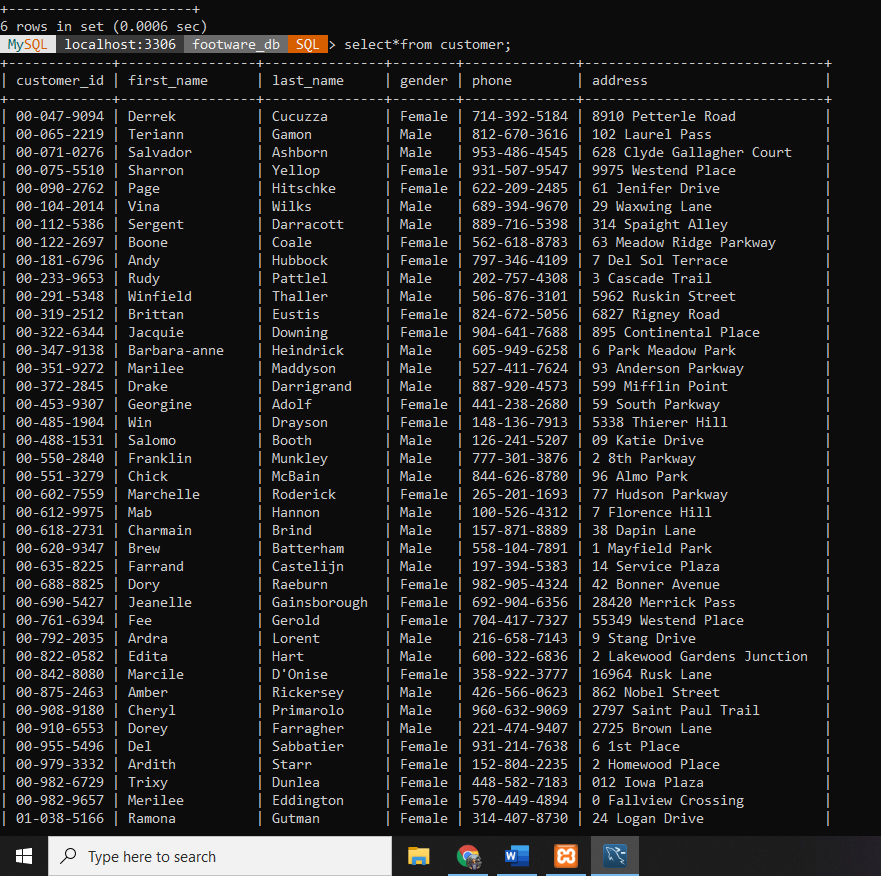 +-----------------------+
6 rows in set (0.0006 sec)
MySQL localhost:3306 footware_db SQL > select*from customer;
+-------------+-----------------+---------------+--------+--------------+------------------------------+
| customer_id | first_name | last_name | gender | phone | address |
+-------------+-----------------+---------------+--------+--------------+------------------------------+
| 00-047-9094 | Derrek | Cucuzza | Female | 714-392-5184 | 8910 Petterle Road |
| 00-065-2219 | Teriann | Gamon | Male | 812-670-3616 | 102 Laurel Pass |
| 00-071-0276 | Salvador | Ashborn | Male | 953-486-4545 | 628 Clyde Gallagher Court |
| 00-075-5510 | Sharron | Yellop | Female | 931-507-9547 | 9975 Westend Place |
| 00-090-2762 | Page | Hitschke | Female | 622-209-2485 | 61 Jenifer Drive |
| 00-104-2014 | Vina | Wilks | Male | 689-394-9670 | 29 Waxwing Lane |
| 00-112-5386 | Sergent | Darracott | Male | 889-716-5398 | 314 Spaight Alley |
| 00-122-2697 | Boone | Coale | Female | 562-618-8783 | 63 Meadow Ridge Parkway |
| 00-181-6796 | Andy | Hubbock | Female | 797-346-4109 | 7 Del Sol Terrace |
| 00-233-9653 | Rudy | Pattlel | Male | 202-757-4308 | 3 Cascade Trail |
| 00-291-5348 | Winfield | Thaller | Male | 506-876-3101 | 5962 Ruskin Street |
| 00-319-2512 | Brittan | Eustis | Female | 824-672-5056 | 6827 Rigney Road |
| 00-322-6344 | Jacquie | Downing | Female | 904-641-7688 | 895 Continental Place |
| 00-347-9138 | Barbara-anne | Heindrick | Male | 605-949-6258 | 6 Park Meadow Park |
| 00-351-9272 | Marilee | Maddyson | Male | 527-411-7624 | 93 Anderson Parkway |
| 00-372-2845 | Drake | Darrigrand | Male | 887-920-4573 | 599 Mifflin Point |
| 00-453-9307 | Georgine | Adolf | Female | 441-238-2680 | 59 South Parkway |
| 00-485-1904 | Win | Drayson | Female | 148-136-7913 | 5338 Thierer Hill |
| 00-488-1531 | Salomo | Booth | Male | 126-241-5207 | 09 Katie Drive |
| 00-550-2840 | Franklin | Munkley | Male | 777-301-3876 | 2 8th Parkway |
| 00-551-3279 | Chick | McBain | Male | 844-626-8780 | 96 Almo Park |
| 00-602-7559 | Marchelle | Roderick | Female | 265-201-1693 | 77 Hudson Parkway |
| 00-612-9975 | Mab | Hannon | Male | 100-526-4312 | 7 Florence Hill |
| 00-618-2731 | Charmain | Brind | Male | 157-871-8889 | 38 Dapin Lane |
| 00-620-9347 | Brew | Batterham | Male | 558-104-7891 | 1 Mayfield Park |
| 00-635-8225 | Farrand | Castelijn | Male | 197-394-5383 | 14 Service Plaza |
| 00-688-8825 | Dory | Raeburn | Female | 982-905-4324 | 42 Bonner Avenue |
| 00-690-5427 | Jeanelle | Gainsborough | Female | 692-904-6356 | 28420 Merrick Pass |
| 00-761-6394 | Fee | Gerold | Female | 704-417-7327 | 55349 Westend Place |
| 00-792-2035 | Ardra | Lorent | Male | 216-658-7143 | 9 Stang Drive |
| 00-822-0582 | Edita | Hart | Male | 600-322-6836 | 2 Lakewood Gardens Junction |
| 00-842-8080 | Marcile | D'Onise | Female | 358-922-3777 | 16964 Rusk Lane |
| 00-875-2463 | Amber | Rickersey | Male | 426-566-0623 | 862 Nobel Street |
| 00-908-9180 | Cheryl | Primarolo | Male | 960-632-9069 | 2797 Saint Paul Trail |
| 00-910-6553 | Dorey | Farragher | Male | 221-474-9407 | 2725 Brown Lane |
| 00-955-5496 | Del | Sabbatier | Female | 931-214-7638 | 6 1st Place |
| 00-979-3332 | Ardith | Starr | Female | 152-804-2235 | 2 Homewood Place |
| 00-982-6729 | Trixy | Dunlea | Female | 448-582-7183 | 012 Iowa Plaza |
| 00-982-9657 | Merilee | Eddington | Female | 570-449-4894 | 0 Fallview Crossing |
| 01-038-5166 | Ramona | Gutman | Female | 314-407-8730 | 24 Logan Drive |
Type here to search